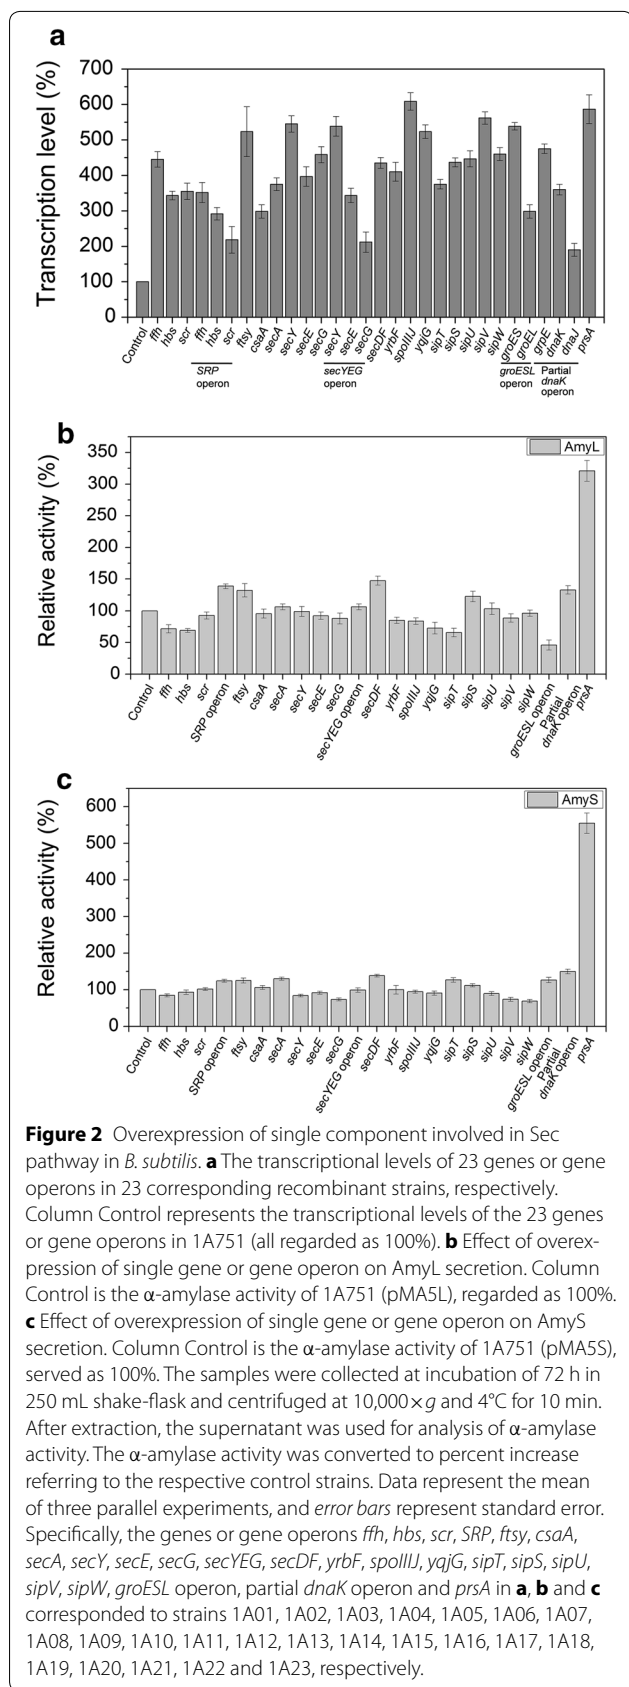 a
Transcription level (%)
700
600
500
400
300
200
100
0
Control
ffh
hbs
scr
ffh
hbs
scr
ftsy
csaA
secA
secY
secE
secG
secY
secE
secG
secDF
yrbF
spoIIIJ
yqjG
sipT
sipS
sipU
sipV
sipW
groES
groEL
grpE
dnaK
dnaJ
prsA
SRP
operon
secYEG
operon
groESL
operon
Partial
dnaK
operon
b
AmyL
Relative activity (%)
350
300
250
200
150
100
50
0
Control
ffh
hbs
scr
SRP operon
ftsy
csaA
secA
secY
secE
secG
secYEG operon
secDF
yrbF
spoIIIJ
yqjG
sipT
sipS
sipU
sipV
sipW
groESL operon
Partial
dnaK operon
prsA
c
AmyS
Relative activity (%)
600
500
400
300
200
100
0
Control
ffh
hbs
scr
SRP operon
ftsy
csaA
secA
secY
secE
secG
secYEG operon
secDF
yrbF
spoIIIJ
yqjG
sipT
sipS
sipU
sipV
sipW
groESL operon
Partial
dnaK operon
prsA
Figure 2 Overexpression of single component involved in Sec
pathway in B. subtilis. a The transcriptional levels of 23 genes or gene
operons in 23 corresponding recombinant strains, respectively.
Column Control represents the transcriptional levels of the 23 genes
or gene operons in 1A751 (all regarded as 100%). b Effect of overex-
pression of single gene or gene operon on AmyL secretion. Column
Control is the α-amylase activity of 1A751 (pMA5L), regarded as 100%.
c Effect of overexpression of single gene or gene operon on AmyS
secretion. Column Control is the α-amylase activity of 1A751 (pMA5S),
served as 100%. The samples were collected at incubation of 72 h in
250 mL shake-flask and centrifuged at 10,000×g and 4°C for 10 min.
After extraction, the supernatant was used for analysis of α-amylase
activity. The α-amylase activity was converted to percent increase
referring to the respective control strains. Data represent the mean
of three parallel experiments, and error bars represent standard error.
Specifically, the genes or gene operons ffh, hbs, scr, SRP, ftsy, csaA,
secA, secY, secE, secG, secYEG, secDF, yrbF, spoIIIJ, yqjG, sipT, sipS, sipU,
sipV, sipW, groESL operon, partial dnaK operon and prsA in a, b and c
corresponded to strains 1A01, 1A02, 1A03, 1A04, 1A05, 1A06, 1A07,
1A08, 1A09, 1A10, 1A11, 1A12, 1A13, 1A14, 1A15, 1A16, 1A17, 1A18,
1A19, 1A20, 1A21, 1A22 and 1A23, respectively.